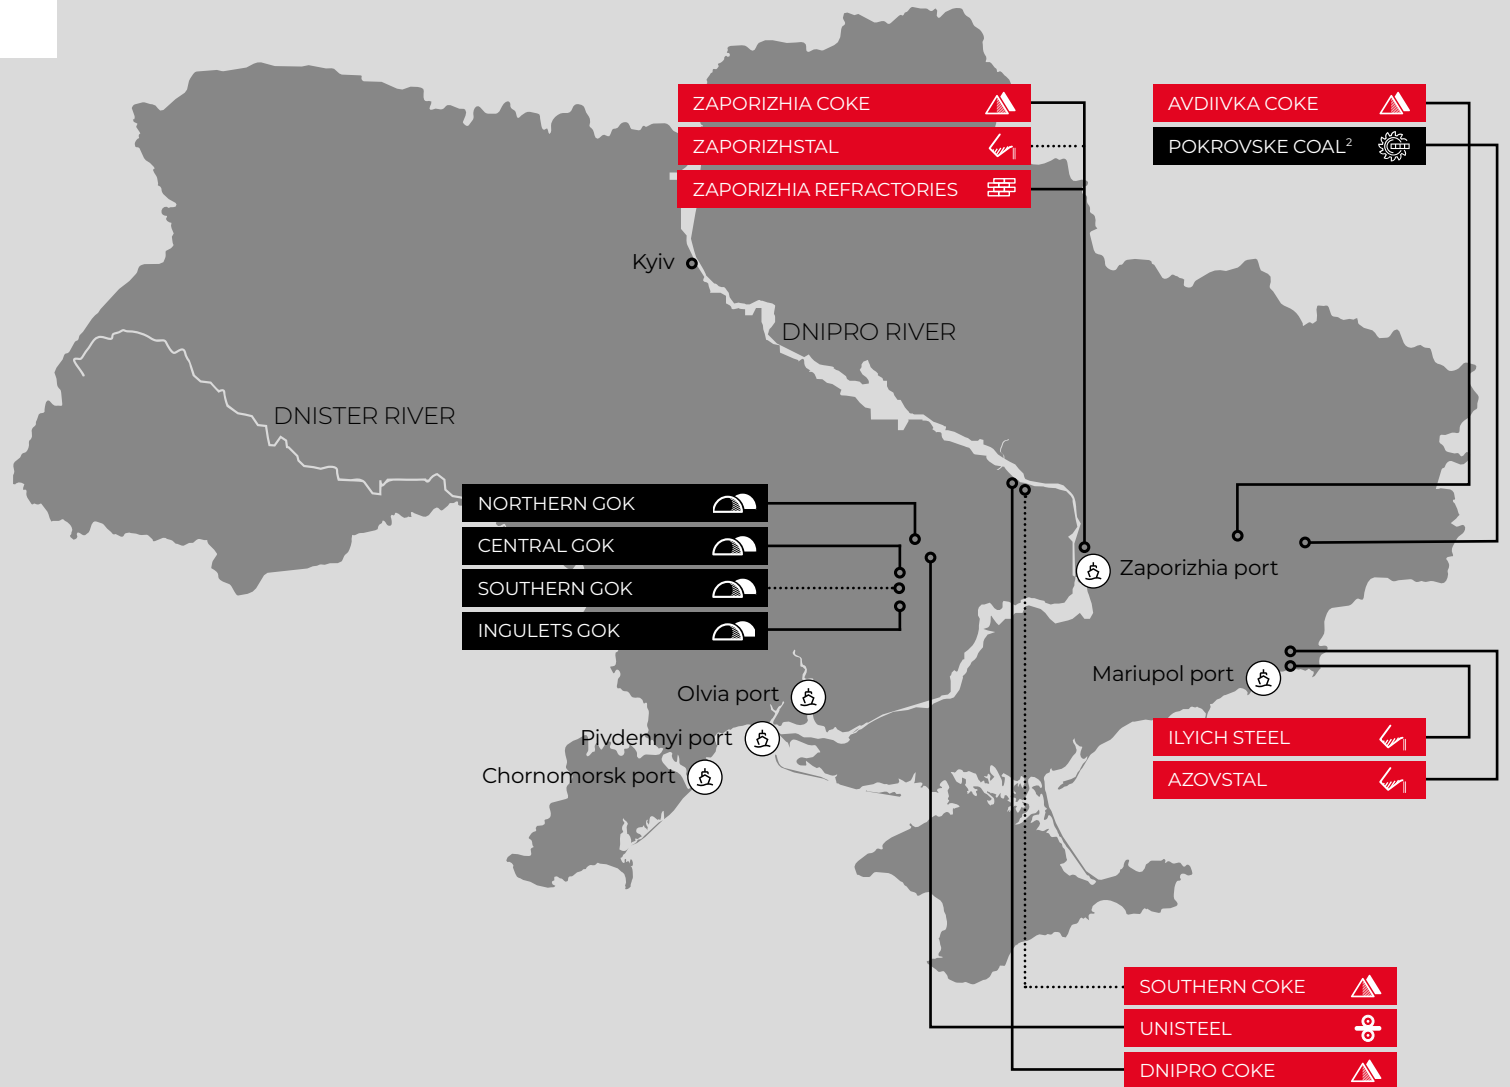 ZAPORIZHIA COKE
ZAPORIZHSTAL
ZAPORIZHIA REFRACTORIES
AVDIIVKA COKE
POKROVSKE COAL²
Kyiv
DNIPRO RIVER
DNISTER RIVER
NORTHERN GOK
CENTRAL GOK
SOUTHERN GOK
INGULETS GOK
Zaporizhia port
Mariupol port
Olvia port
Pivdennyi port
Chornomorsk port
ILYICH STEEL
AZOVSTAL
SOUTHERN COKE
UNISTEEL
DNIPRO COKE